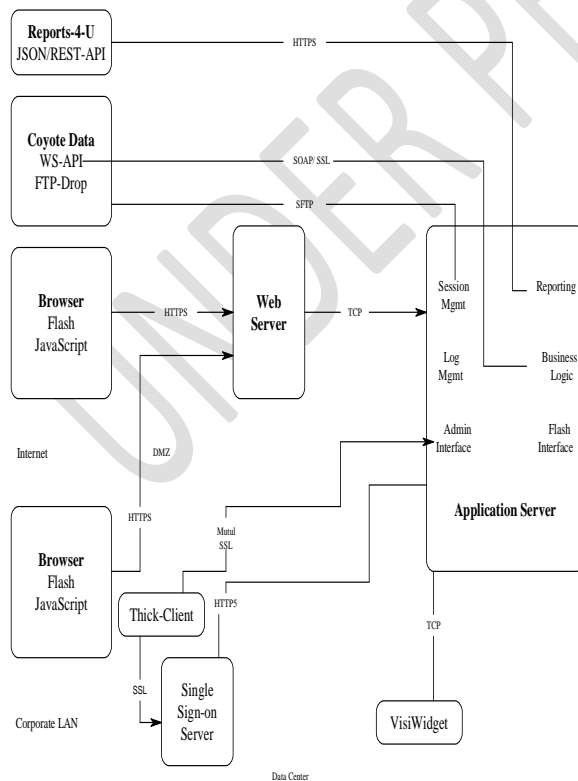 Reports-4-U
JSON/REST-API
HTTPS
Coyote Data
WS-API
FTP-Drop
SOAP/ SSL
SFTP
Browser
Flash
JavaScript
HTTPS
Web
Server
TCP
Session
Mgmt
Reporting
Log
Mgmt
Business
Logic
Admin
Interface
Flash
Interface
Application Server
Internet
DMZ
Browser
Flash
JavaScript
HTTPS
Mutul
SSL
Thick-Client
HTTPS
TCP
SSL
Single
Sign-on
Server
VisiWidget
Corporate LAN
Data Center
UNDER